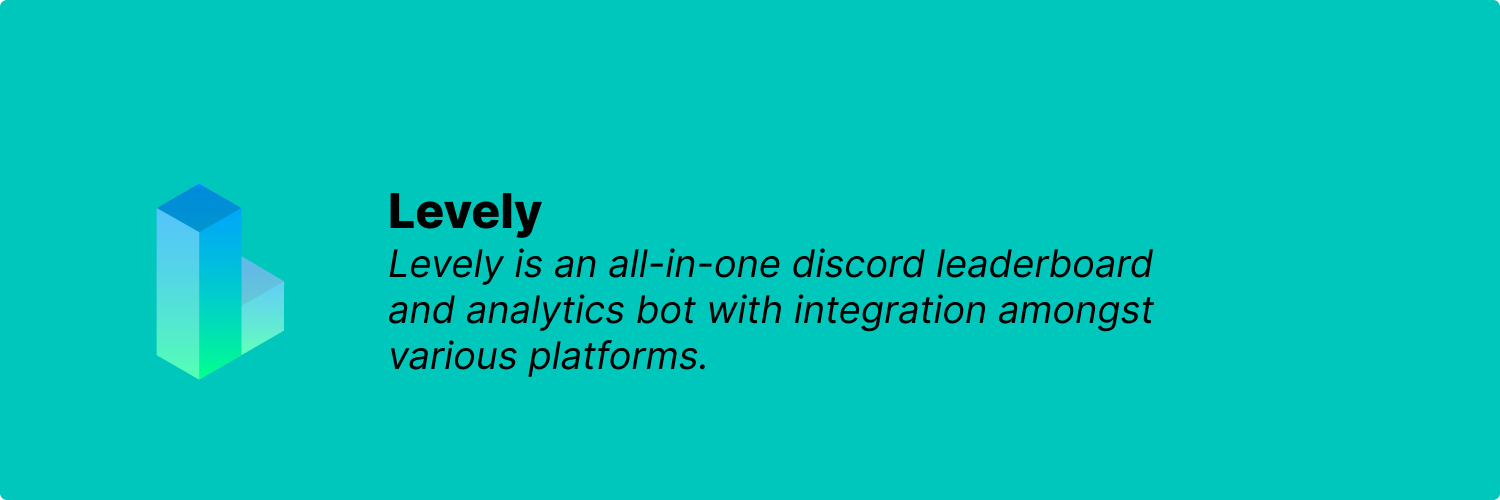 Levely
Levely is an all-in-one discord leaderboard
and analytics bot with integration amongst
various platforms.